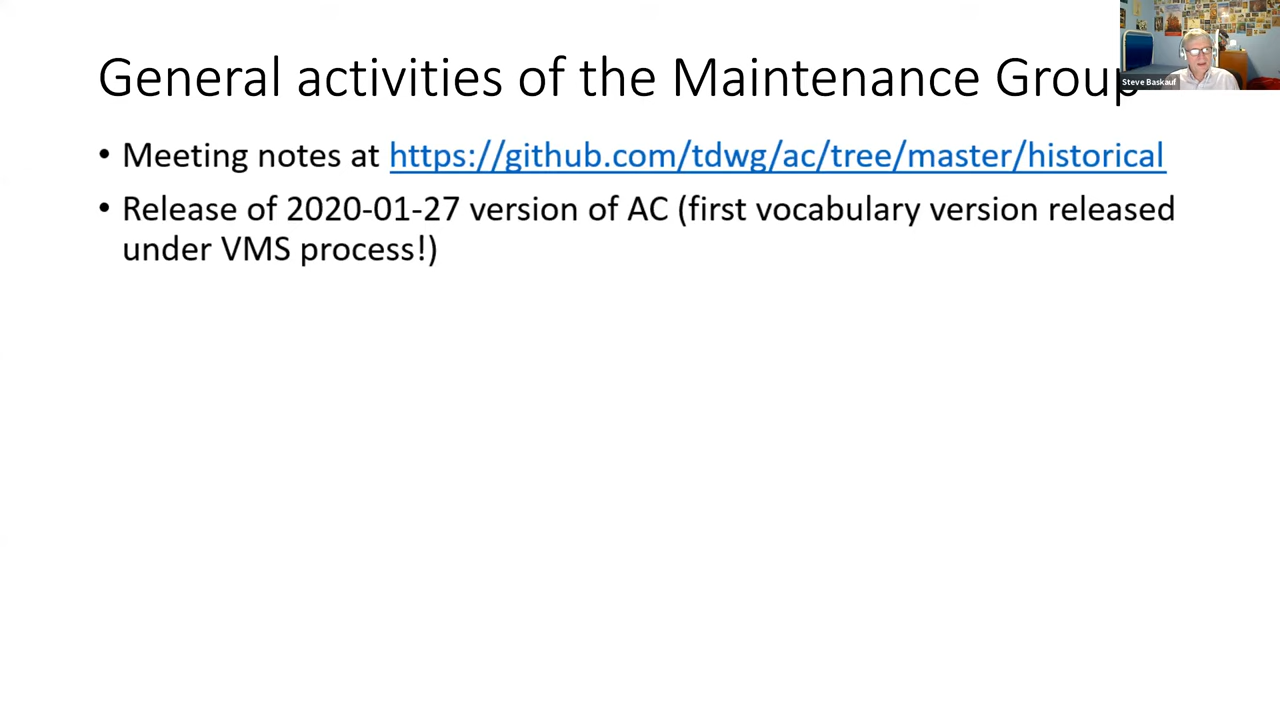 General activities of the Maintenance Group
Steve Baskauf
• Meeting notes at https://github.com/tdwg/ac/tree/master/historical
• Release of 2020-01-27 version of AC (first vocabulary version released
under VMS process!)